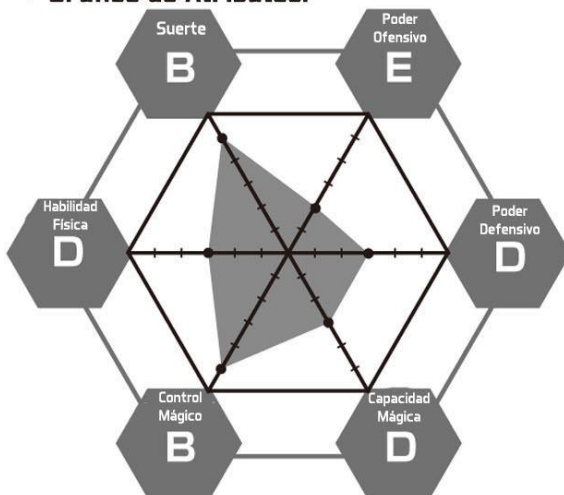 Suerte
B
Poder
Ofensivo
E
Habilidad
Física
D
Poder
Defensivo
D
Control
Mágico
B
Capacidad
Mágica
D